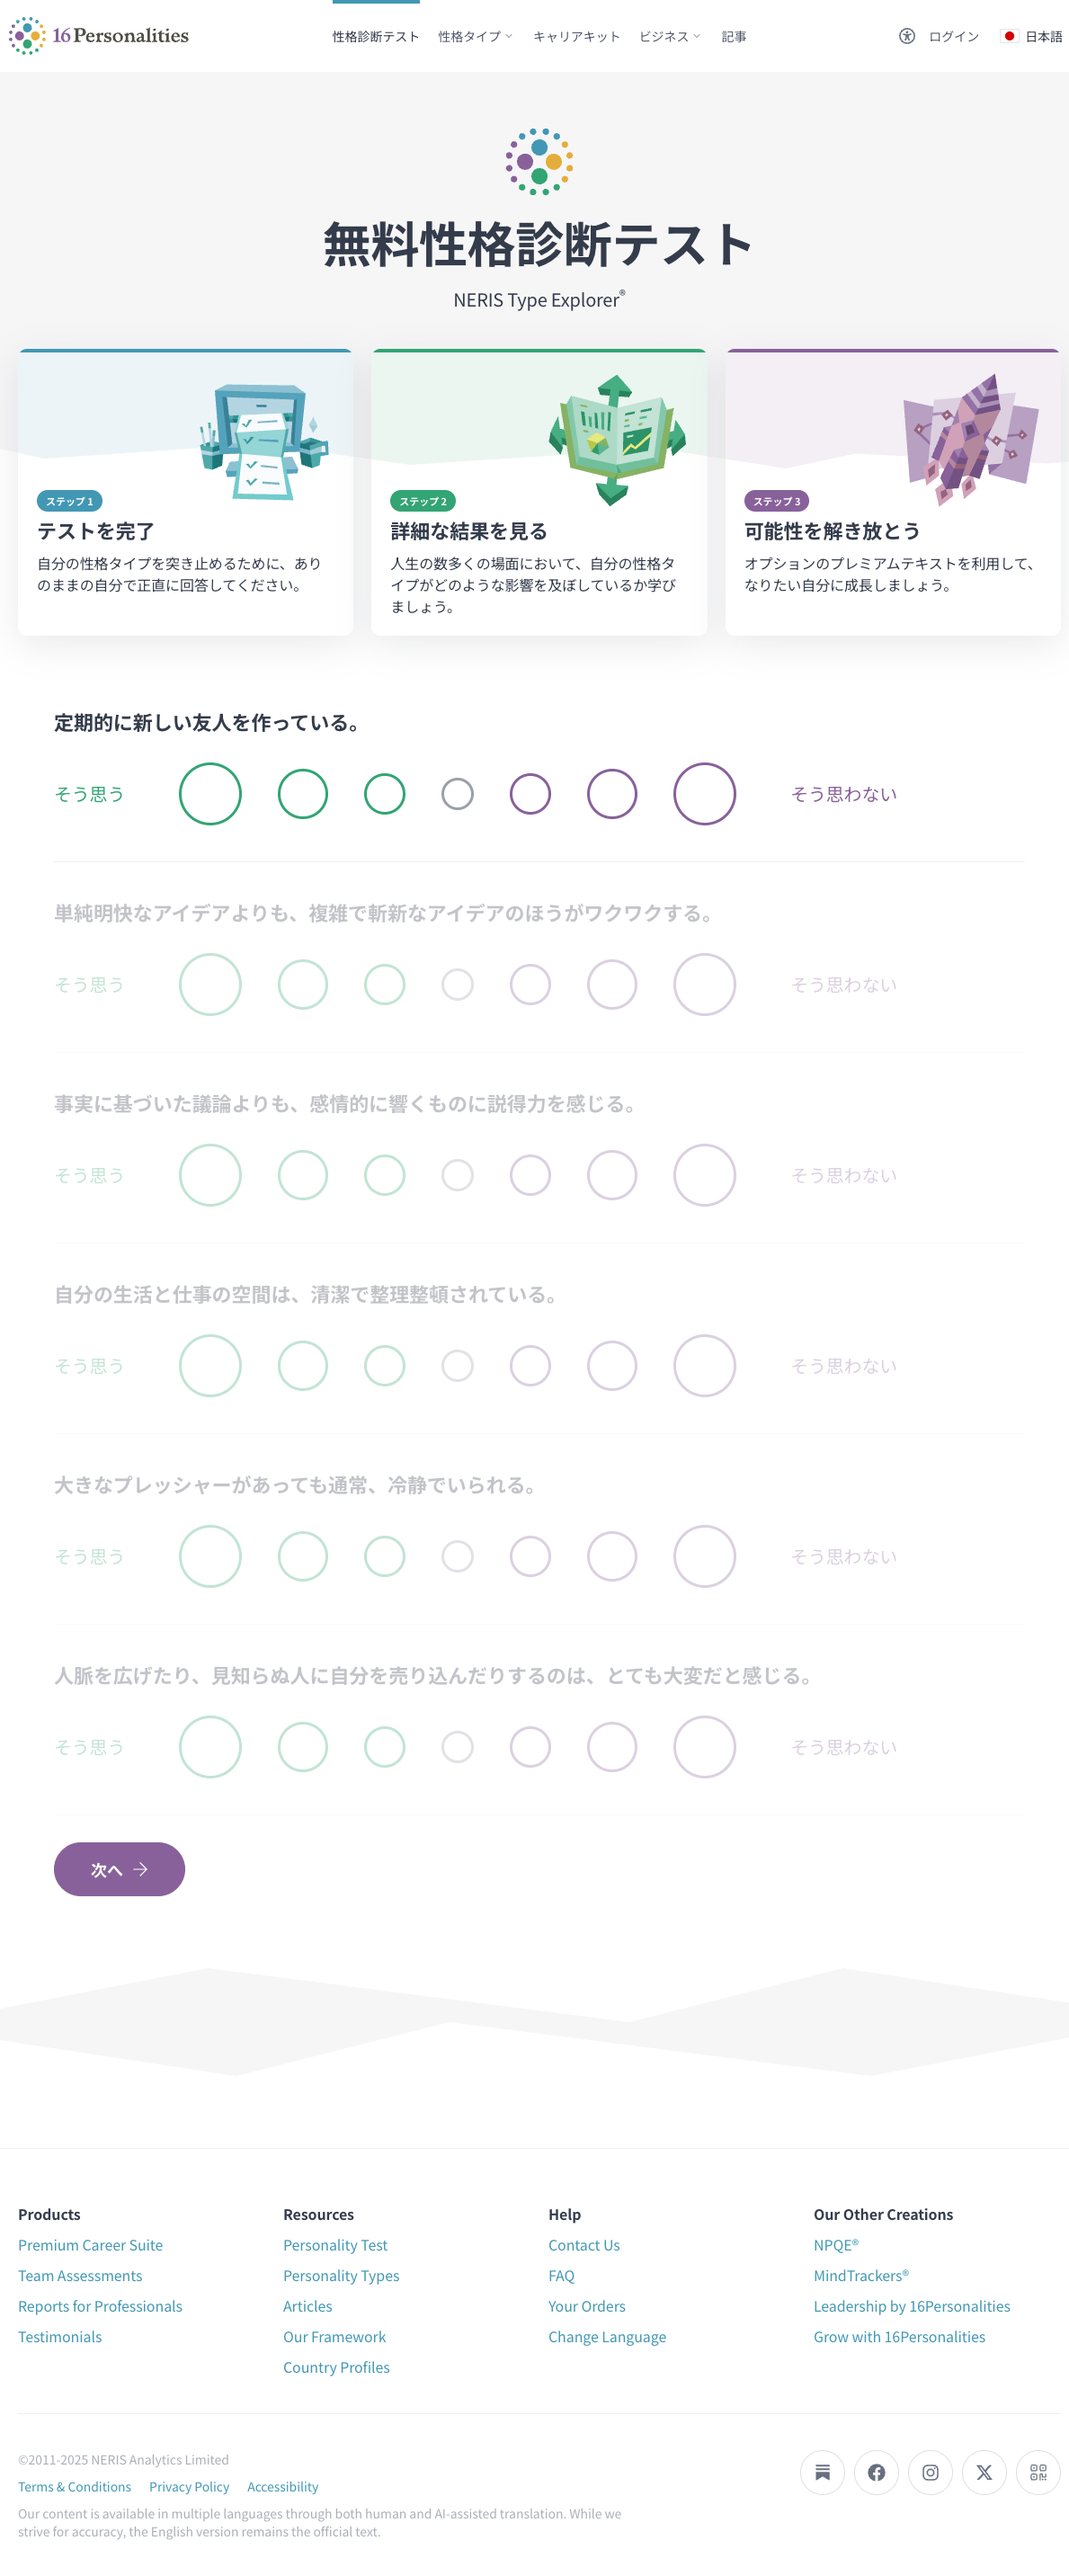 16Personalities
性格診断テスト 性格タイプ キャリアキット ビジネス 記事
ログイン 日本語
無料性格診断テスト
NERIS Type Explorer®
ステップ 1
テストを完了
自分の性格タイプを突き止めるために、あり
のままの自分で正直に回答してください。
ステップ 2
詳細な結果を見る
人生の数多くの場面において、自分の性格タ
イプがどのような影響を及ぼしているか学び
ましょう。
ステップ 3
可能性を解き放とう
オプションのプレミアムテキストを利用して、
なりたい自分に成長しましょう。
定期的に新しい友人を作っている。
そう思う そう思わない
単純明快なアイデアよりも、複雑で斬新なアイデアのほうがワクワクする。
そう思う そう思わない
事実に基づいた議論よりも、感情的に響くものに説得力を感じる。
そう思う そう思わない
自分の生活と仕事の空間は、清潔で整理整頓されている。
そう思う そう思わない
大きなプレッシャーがあっても通常、冷静でいられる。
そう思う そう思わない
人脈を広げたり、見知らぬ人に自分を売り込んだりするのは、とても大変だと感じる。
そう思う そう思わない
次へ
Products
Premium Career Suite
Team Assessments
Reports for Professionals
Testimonials
Resources
Personality Test
Personality Types
Articles
Our Framework
Country Profiles
Help
Contact Us
FAQ
Your Orders
Change Language
Our Other Creations
NPQE®
MindTrackers®
Leadership by 16Personalities
Grow with 16Personalities
©2011-2025 NERIS Analytics Limited
Terms & Conditions Privacy Policy Accessibility
Our content is available in multiple languages through both human and AI-assisted translation. While we
strive for accuracy, the English version remains the official text.